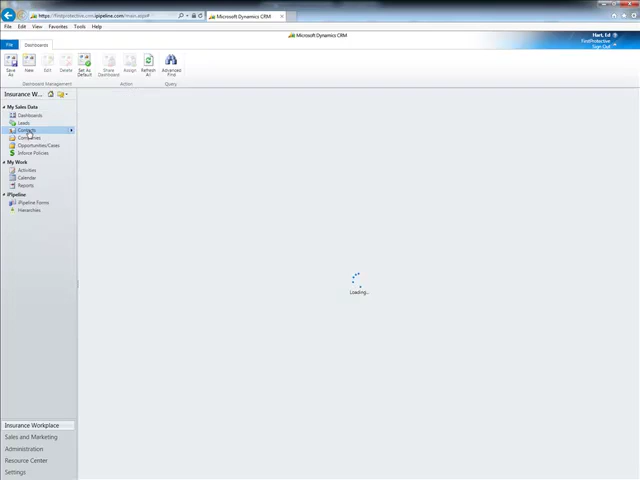 https://firstprotective.crm.ipipeline.com/main.aspx#
Microsoft Dynamics CRM
File Edit View Favorites Tools Help
Microsoft Dynamics CRM
Hart, Ed
FirstProtective
Sign Out
File Dashboards
Save As
New
Edit
Delete
Set As Default
Share Dashboard
Assign
Refresh All
Advanced Find
Dashboard Management
Action
Query
Insurance W...
My Sales Data
Dashboards
Leads
Contacts
Companies
Opportunities/Cases
Inforce Policies
My Work
Activities
Calendar
Reports
iPipeline
iPipeline Forms
Hierarchies
Loading...
Insurance Workplace
Sales and Marketing
Administration
Resource Center
Settings